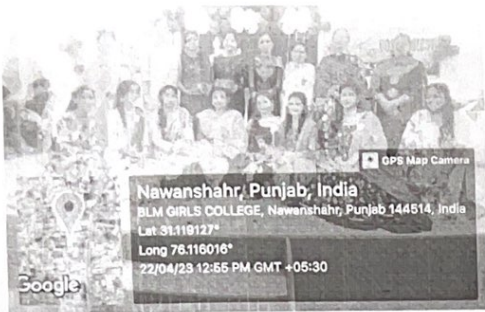 GPS Map Camera
Nawanshahr, Punjab, India
BLM GIRLS COLLEGE, Nawanshahr, Punjab 144514, India
Lat 31.119127°
Long 76.116016°
22/04/23 12:55 PM GMT +05:30
Google